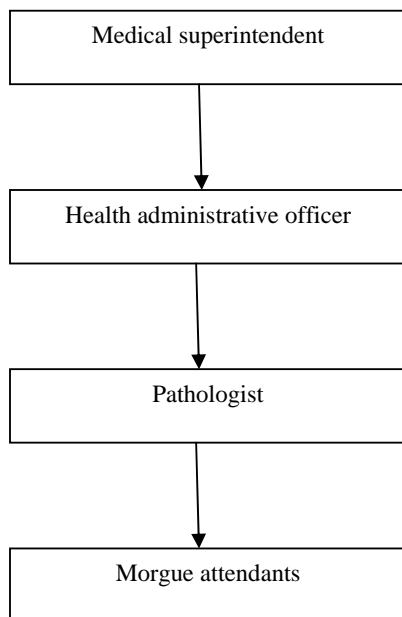 Medical superintendent
Health administrative officer
Pathologist
Morgue attendants